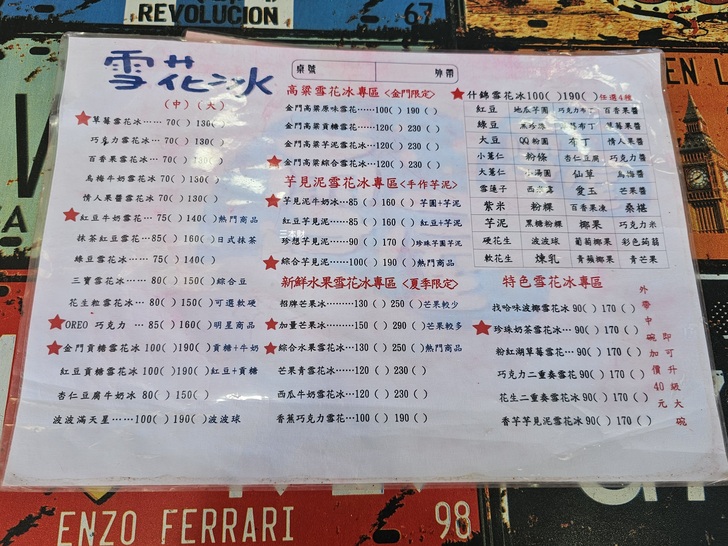 REVOLUCION
67
雪花冰
桌號 外帶
(中)(大)
★草莓雪花冰……70( )130( )
巧克力雪花冰…70( )130( )
百香果雪花冰…70( )130( )
烏梅牛奶雪花冰 70( )130( )
情人果醬雪花冰 70( )130( )
★紅豆牛奶雪花…75( )140( )熱門商品
抹茶紅豆雪花…85( )160( )日式抹茶
綠豆雪花冰……75( )140( )
三寶雪花冰……80( )150( )綜合豆
花生粒雪花冰…80( )150( )可選軟硬
★OREO 巧克力 …85( )160( )明星商品
★金門貢糖雪花冰 100( )190( )貢糖+牛奶
紅豆貢糖雪花冰 100( )190( )紅豆+貢糖
杏仁豆腐牛奶冰 80( )150( )
波波滿天星……100( )190( )波波球
高粱雪花冰專區<金門限定>
金門高粱原味雪花……100( )190( )
金門高粱貢糖雪花……120( )230( )
金門高粱芋泥雪花冰…120( )230( )
★金門高粱綜合雪花冰…120( )230( )
芋見泥雪花冰專區<手作芋泥>
★芋見泥牛奶冰…85( )160( )芋圓+芋泥
紅豆芋見泥……85( )160( )紅豆+芋泥
珍想芋見泥……90( )170( )珍珠芋圓芋泥
★綜合芋見泥…100( )190( )熱門商品
新鮮水果雪花冰專區<夏季限定>
招牌芒果冰………130( )250( )芒果較少
★加量芒果冰………150( )290( )芒果較多
★綜合水果雪花冰…130( )250( )熱門商品
芒果青雪花冰……120( )230( )
西瓜牛奶雪花冰…120( )230( )
香蕉巧克力雪花…100( )190( )
★什錦雪花冰100( )190( )任選4種
紅豆 地瓜芋圓 巧克力布丁 百香果醬
綠豆 布丁 草莓果醬
大豆 QQ粉圓 布丁 情人果醬
小薏仁 粉條 杏仁豆腐 巧克力醬
大薏仁 小湯圓 仙草 烏梅醬
雪蓮子 西 愛玉 芒果醬
紫米 粉粿 百香果凍 桑椹
芋泥 黑糖粉粿 椰果 巧克力米
硬花生 波波球 葡萄椰果 彩色蒟蒻
軟花生 煉乳 青蘋椰果 青芒果
特色雪花冰專區
找哈味波椰雪花冰 90( )170( )
★珍珠奶茶雪花冰…90( )170( )
粉紅湖草莓雪花…90( )170( )
巧克力二重奏雪花 90( )170( )
花生二重奏雪花冰 90( )170( )
香芋芋見泥雪花冰 90( )170( )
外帶中碗加價40元
即可升級大碗
EN L
ENZO FERRARI
98